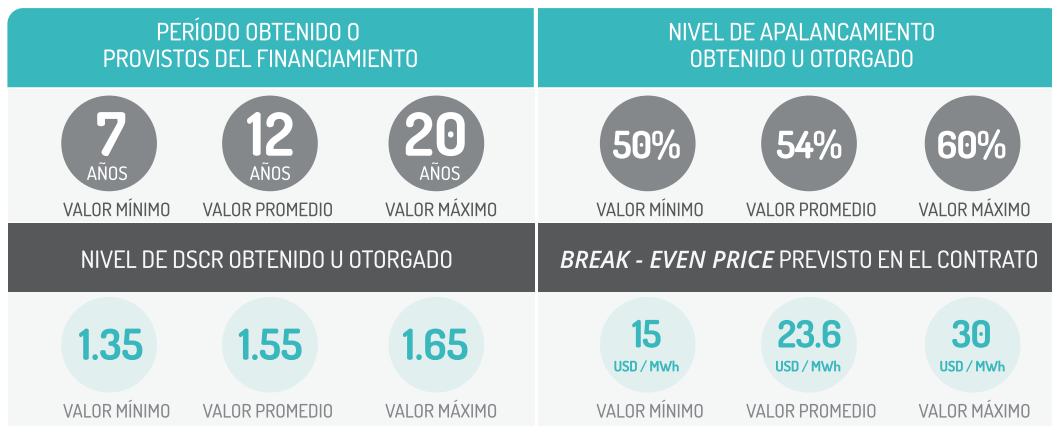 PERÍODO OBTENIDO O
PROVISTOS DEL FINANCIAMIENTO
7
AÑOS
VALOR MÍNIMO
12
AÑOS
VALOR PROMEDIO
20
AÑOS
VALOR MÁXIMO
NIVEL DE APALANCAMIENTO
OBTENIDO U OTORGADO
50%
VALOR MÍNIMO
54%
VALOR PROMEDIO
60%
VALOR MÁXIMO
NIVEL DE DSCR OBTENIDO U OTORGADO
1.35
VALOR MÍNIMO
1.55
VALOR PROMEDIO
1.65
VALOR MÁXIMO
BREAK - EVEN PRICE PREVISTO EN EL CONTRATO
15
USD / MWh
VALOR MÍNIMO
23.6
USD / MWh
VALOR PROMEDIO
30
USD / MWh
VALOR MÁXIMO